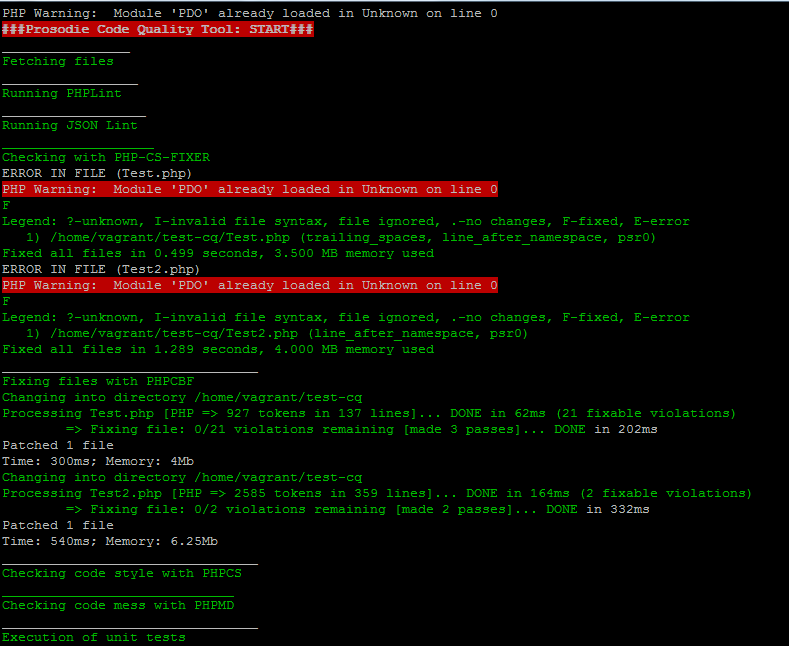 PHP Warning:  Module 'PDO' already loaded in Unknown on line 0
###Prosodie Code Quality Tool: START###
Fetching files
Running PHPLint
Running JSON Lint
Checking with PHP-CS-FIXER
ERROR IN FILE (Test.php)
PHP Warning:  Module 'PDO' already loaded in Unknown on line 0
F
Legend: ?-unknown, I-invalid file syntax, file ignored, .-no changes, F-fixed, E-error
   1) /home/vagrant/test-cq/Test.php (trailing_spaces, line_after_namespace, psr0)
Fixed all files in 0.499 seconds, 3.500 MB memory used
ERROR IN FILE (Test2.php)
PHP Warning:  Module 'PDO' already loaded in Unknown on line 0
F
Legend: ?-unknown, I-invalid file syntax, file ignored, .-no changes, F-fixed, E-error
   1) /home/vagrant/test-cq/Test2.php (line_after_namespace, psr0)
Fixed all files in 1.289 seconds, 4.000 MB memory used
Fixing files with PHPCBF
Changing into directory /home/vagrant/test-cq
Processing Test.php [PHP => 927 tokens in 137 lines]... DONE in 62ms (21 fixable violations)
        => Fixing file: 0/21 violations remaining [made 3 passes]... DONE in 202ms
Patched 1 file
Time: 300ms; Memory: 4Mb
Changing into directory /home/vagrant/test-cq
Processing Test2.php [PHP => 2585 tokens in 359 lines]... DONE in 164ms (2 fixable violations)
        => Fixing file: 0/2 violations remaining [made 2 passes]... DONE in 332ms
Patched 1 file
Time: 540ms; Memory: 6.25Mb
Checking code style with PHPCS
Checking code mess with PHPMD
Execution of unit tests